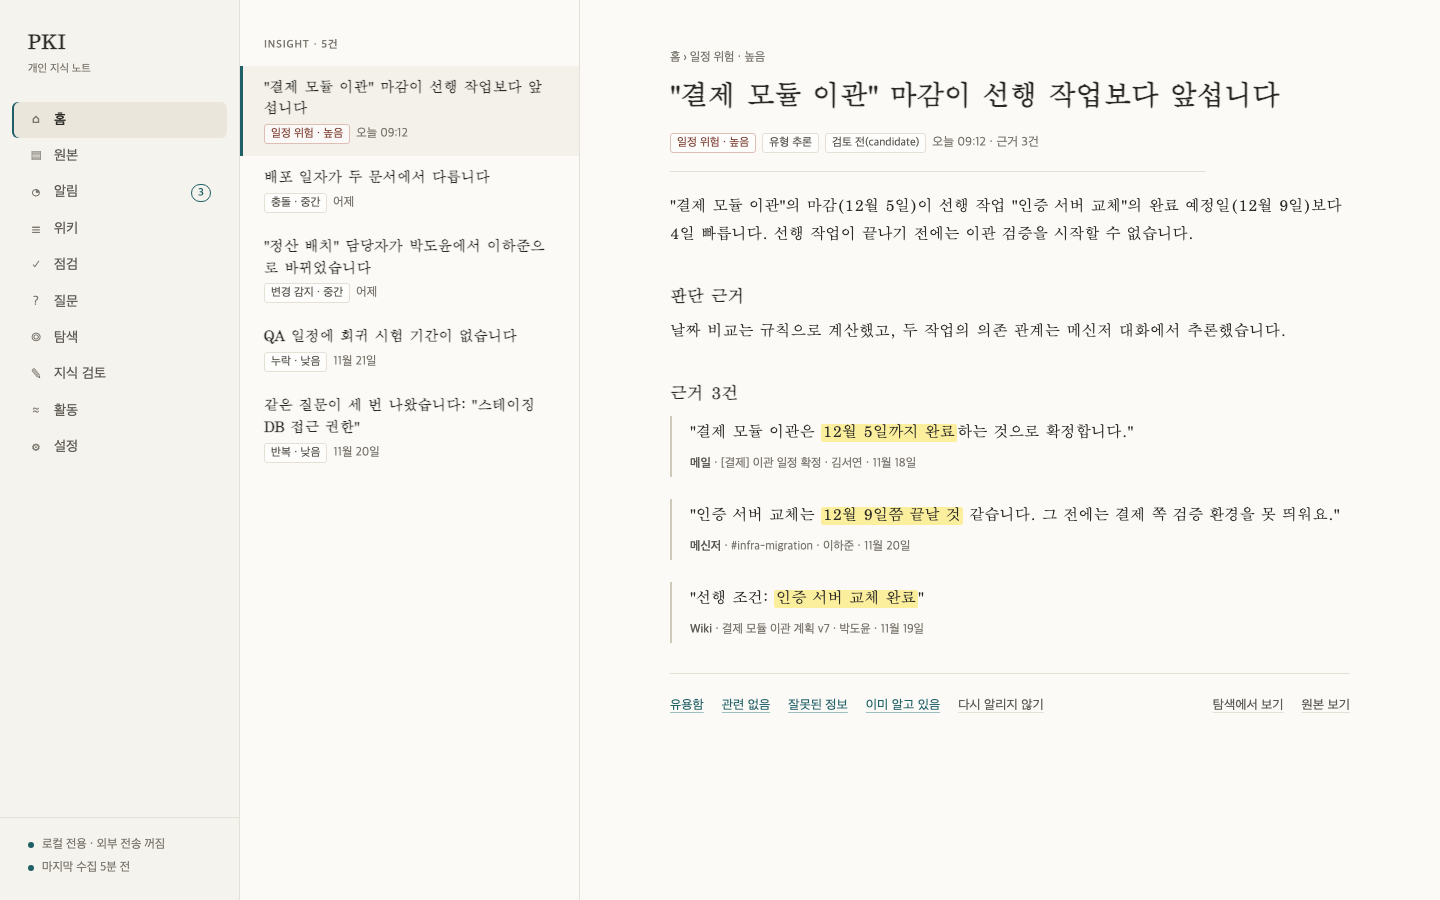 PKI
개인 지식 노트
홈
원본
알림 3
위키
점검
질문
탐색
지식 검토
활동
설정
로컬 전용 · 외부 전송 꺼짐
마지막 수집 5분 전
INSIGHT · 5건
"결제 모듈 이관" 마감이 선행 작업보다 앞
섭니다
일정 위험 · 높음 오늘 09:12
배포 일자가 두 문서에서 다릅니다
충돌 · 중간 어제
"정산 배치" 담당자가 박도윤에서 이하준으
로 바뀌었습니다
변경 감지 · 중간 어제
QA 일정에 회귀 시험 기간이 없습니다
누락 · 낮음 11월 21일
같은 질문이 세 번 나왔습니다: "스테이징
DB 접근 권한"
반복 · 낮음 11월 20일
홈 › 일정 위험 · 높음
"결제 모듈 이관" 마감이 선행 작업보다 앞섭니다
일정 위험 · 높음 유형 추론 검토 전(candidate) 오늘 09:12 · 근거 3건
"결제 모듈 이관"의 마감(12월 5일)이 선행 작업 "인증 서버 교체"의 완료 예정일(12월 9일)보다
4일 빠릅니다. 선행 작업이 끝나기 전에는 이관 검증을 시작할 수 없습니다.
판단 근거
날짜 비교는 규칙으로 계산했고, 두 작업의 의존 관계는 메신저 대화에서 추론했습니다.
근거 3건
"결제 모듈 이관은 12월 5일까지 완료하는 것으로 확정합니다."
메일 · [결제] 이관 일정 확정 · 김서연 · 11월 18일
"인증 서버 교체는 12월 9일쯤 끝날 것 같습니다. 그 전에는 결제 쪽 검증 환경을 못 띄워요."
메신저 · #infra-migration · 이하준 · 11월 20일
"선행 조건: 인증 서버 교체 완료"
Wiki · 결제 모듈 이관 계획 v7 · 박도윤 · 11월 19일
유용함 관련 없음 잘못된 정보 이미 알고 있음 다시 알리지 않기 탐색에서 보기 원본 보기